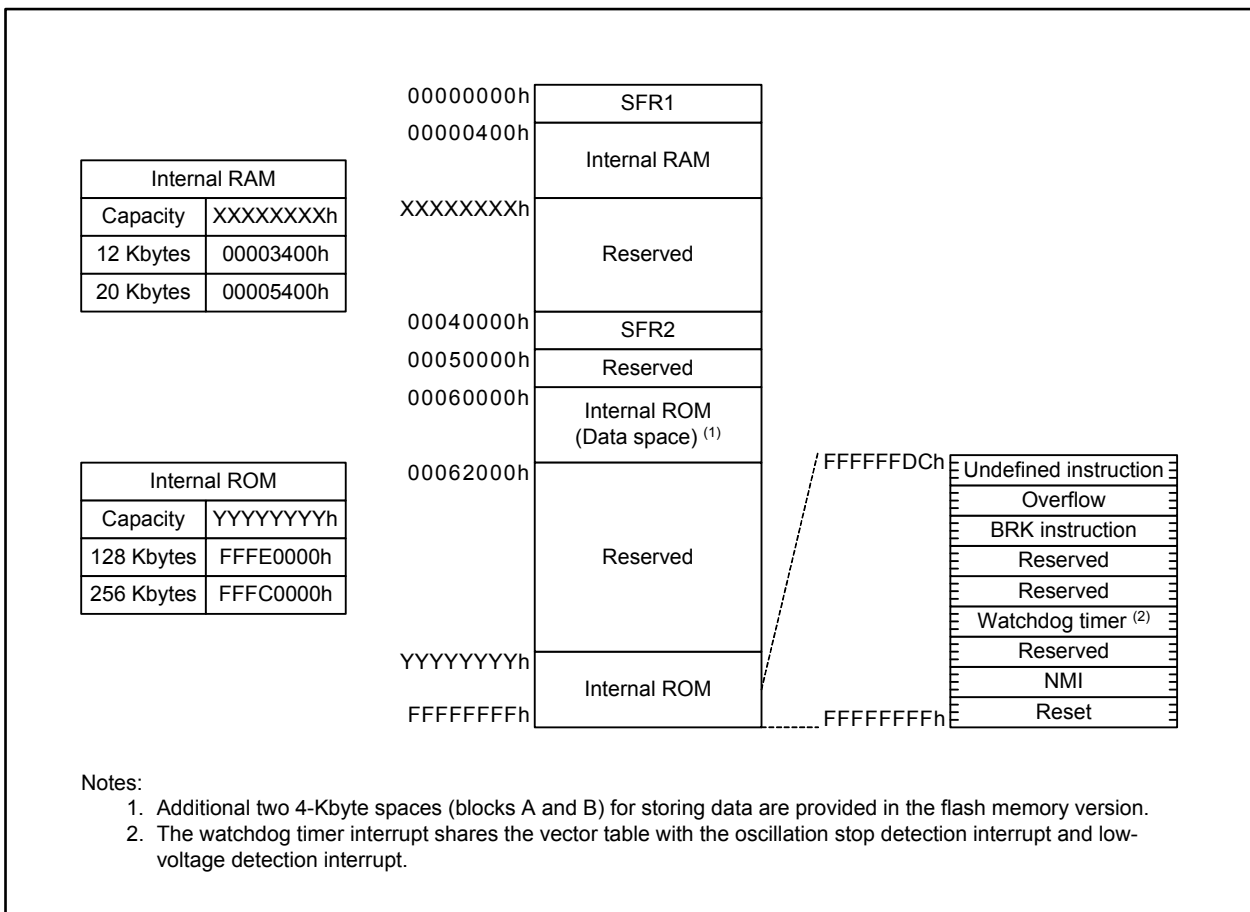 00000000h
SFR1
00000400h
Internal RAM
XXXXXXXXh
Reserved
00040000h
SFR2
00050000h
Reserved
00060000h
Internal ROM
(Data space) (1)
00062000h
Reserved
YYYYYYYYh
Internal ROM
FFFFFFFFh
Internal RAM
Capacity XXXXXXXXh
12 Kbytes 00003400h
20 Kbytes 00005400h
Internal ROM
Capacity YYYYYYYYh
128 Kbytes FFFE0000h
256 Kbytes FFFC0000h
FFFFFFDCh
Undefined instruction
Overflow
BRK instruction
Reserved
Reserved
Watchdog timer (2)
Reserved
NMI
Reset
FFFFFFFFh
Notes:
1. Additional two 4-Kbyte spaces (blocks A and B) for storing data are provided in the flash memory version.
2. The watchdog timer interrupt shares the vector table with the oscillation stop detection interrupt and low-
voltage detection interrupt.